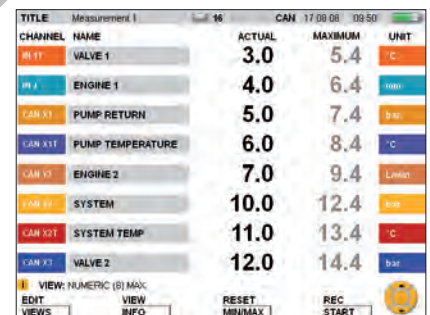 TITLE Measurement 1 16 CAN 17 08 08 09:50
CHANNEL NAME ACTUAL MAXIMUM UNIT
IN 1T VALVE 1 3.0 5.4 °C
ENGINE 1 4.0 6.4
CAN X1 PUMP RETURN 5.0 7.4 bar
CAN X1T PUMP TEMPERATURE 6.0 8.4 °C
ENGINE 2 7.0 9.4 L/min
SYSTEM 10.0 12.4 bar
CAN X2T SYSTEM TEMP 11.0 13.4 °C
CAN X3 VALVE 2 12.0 14.4 bar
VIEW: NUMERIC (8) MAX
EDIT VIEW RESET REC
VIEWS INFO MIN/MAX START